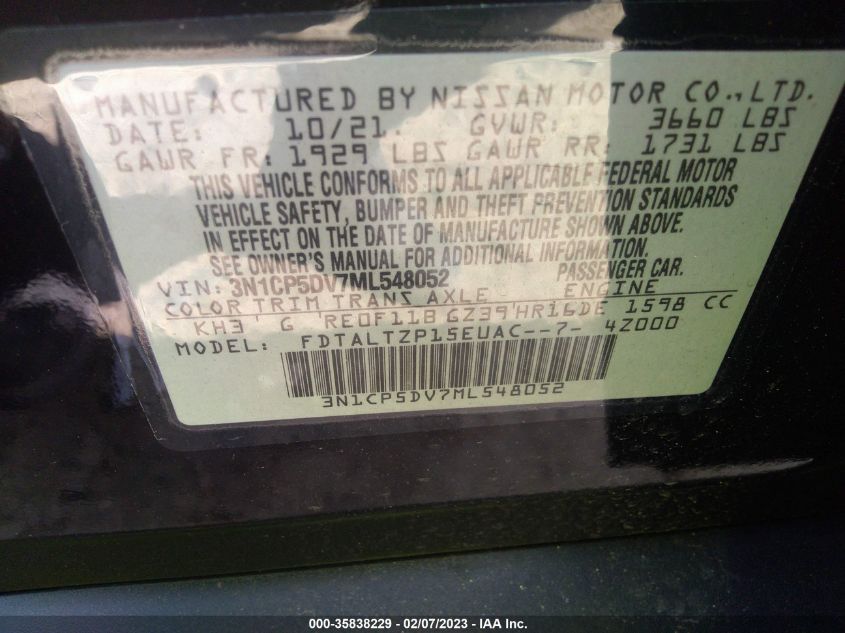 MANUFACTURED BY NISSAN MOTOR CO., LTD.
DATE: 10/21. GVWR: 3660 LBS
GAWR FR: 1929 LBS GAWR RR: 1731 LBS
THIS VEHICLE CONFORMS TO ALL APPLICABLE FEDERAL MOTOR
VEHICLE SAFETY, BUMPER AND THEFT PREVENTION STANDARDS
IN EFFECT ON THE DATE OF MANUFACTURE SHOWN ABOVE.
SEE OWNER'S MANUAL FOR ADDITIONAL INFORMATION.
VIN: 3N1CP5DV7ML548052 PASSENGER CAR.
COLOR TRIM TRANS AXLE ENGINE
KH3 ' G 'RE0F11B GZ39'HR16DE 1598 CC
MODEL: FDTALTZP15EUAC--7- 4Z000
3N1CP5DV7ML548052
000-35838229 - 02/07/2023 - IAA Inc.